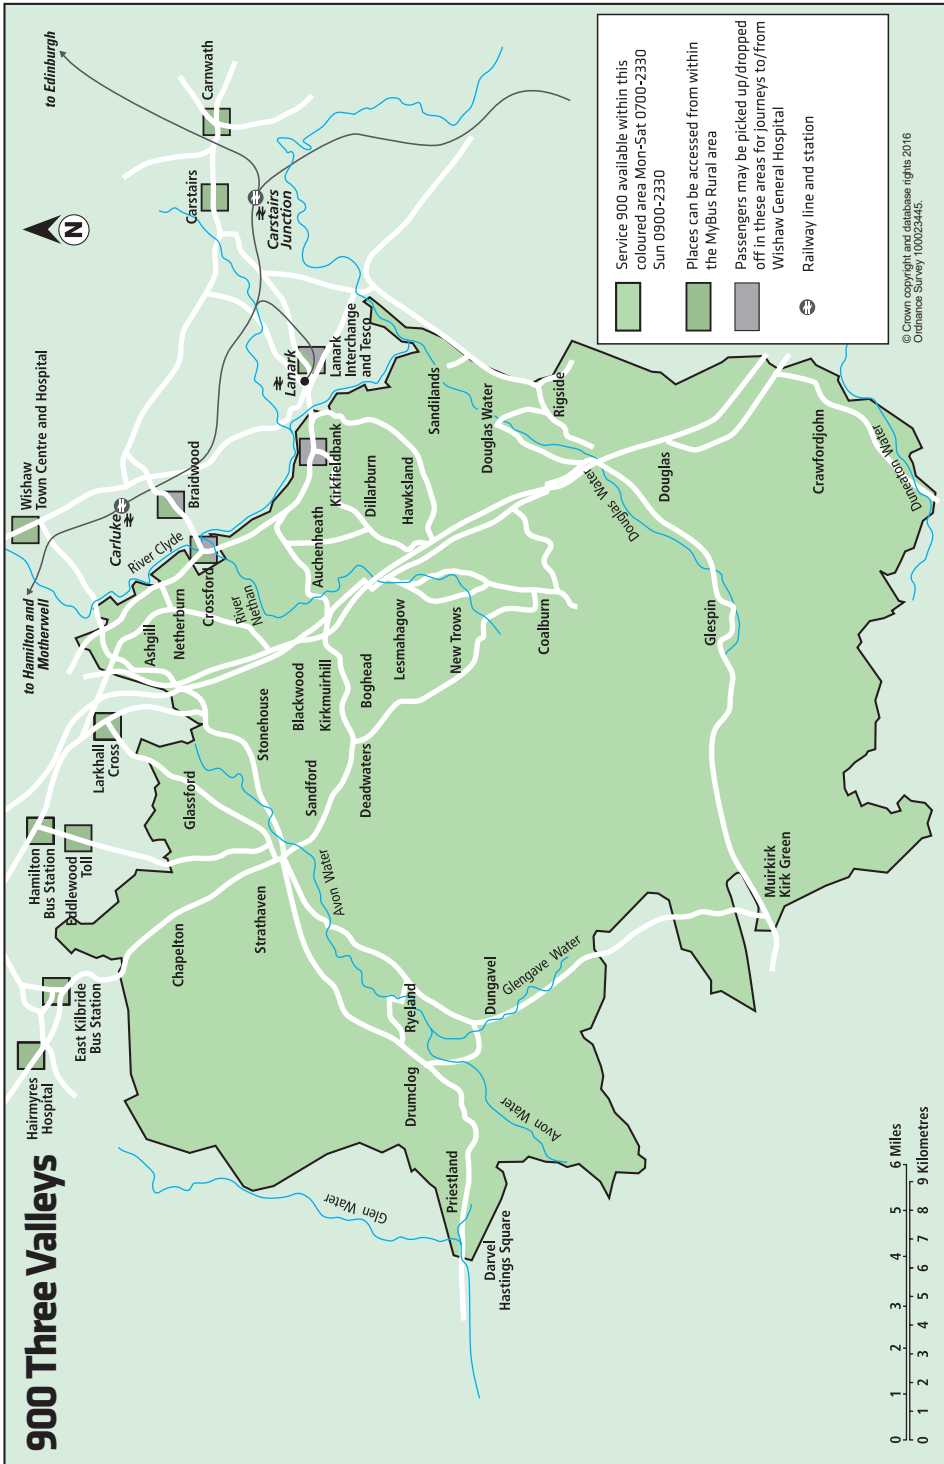 900 Three Valleys
Hairmyres
Hospital
East Kilbride
Bus Station
Hamilton
Bus Station
Eddlewood
Toll
Larkhall
Cross
to Hamilton and
Motherwell
Wishaw
Town Centre and Hospital
to Edinburgh
Carluke
Braidwood
River Clyde
Carstairs
Carnwath
Carstairs
Junction
N
Lanark
Lanark
Interchange
and Tesco
Kirkfieldbank
Crossford
Ashgill
Netherburn
River
Nethan
Auchenheath
Dillarburn
Hawksland
Sandilands
Douglas Water
Rigside
Glassford
Stonehouse
Blackwood
Kirkmuirhill
Boghead
Lesmahagow
New Trows
Coalburn
Douglas Water
Douglas
Crawfordjohn
Duneaton Water
Glespin
Chapelton
Strathaven
Sandford
Deadwaters
Avon Water
Muirkirk
Kirk Green
Ryeland
Dungavel
Glengave Water
Drumclog
Avon Water
Glen Water
Priestland
Darvel
Hastings Square
Service 900 available within this
coloured area Mon-Sat 0700-2330
Sun 0900-2330
Places can be accessed from within
the MyBus Rural area
Passengers may be picked up/dropped
off in these areas for journeys to/from
Wishaw General Hospital
Railway line and station
© Crown copyright and database rights 2016
Ordnance Survey 100023445.
0 1 2 3 4 5 6 Miles
0 1 2 3 4 5 6 7 8 9 Kilometres